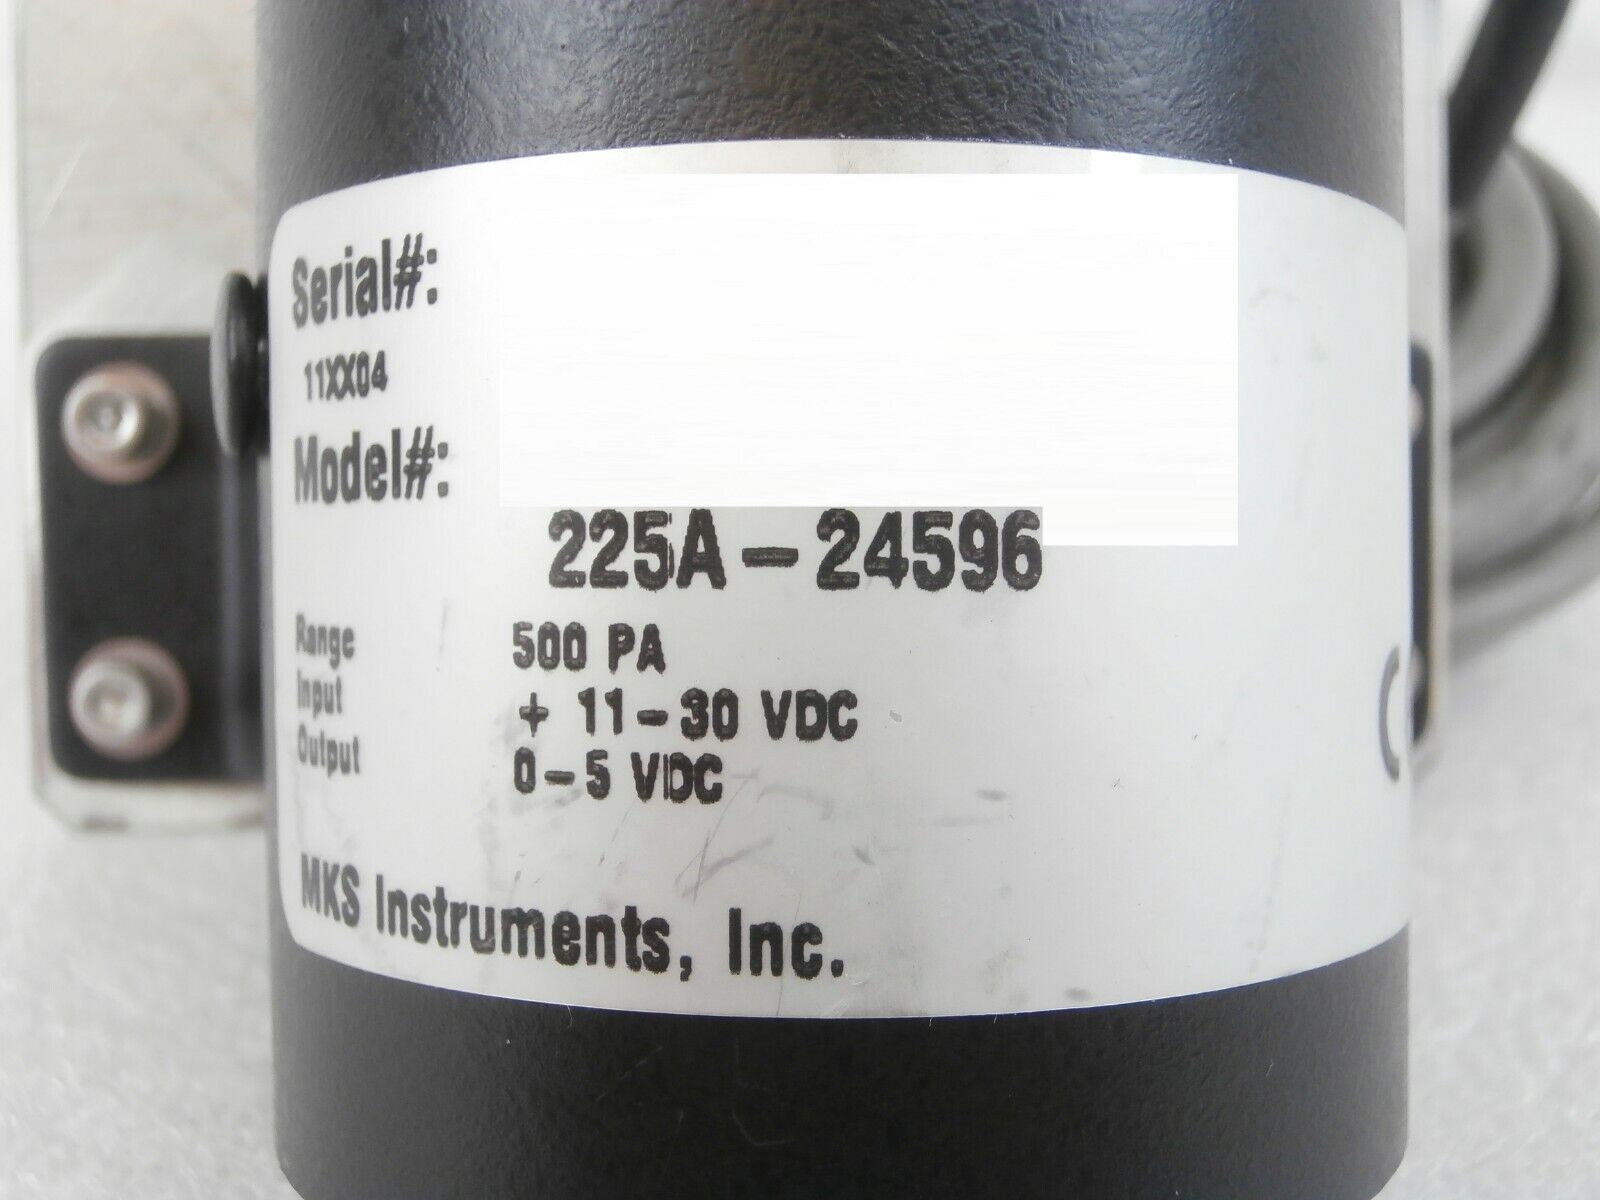 Serial#:
11XX04
Model#:
225A-24596
Range 500 PA
Input + 11-30 VDC
Output 0-5 VDC
MKS Instruments, Inc.